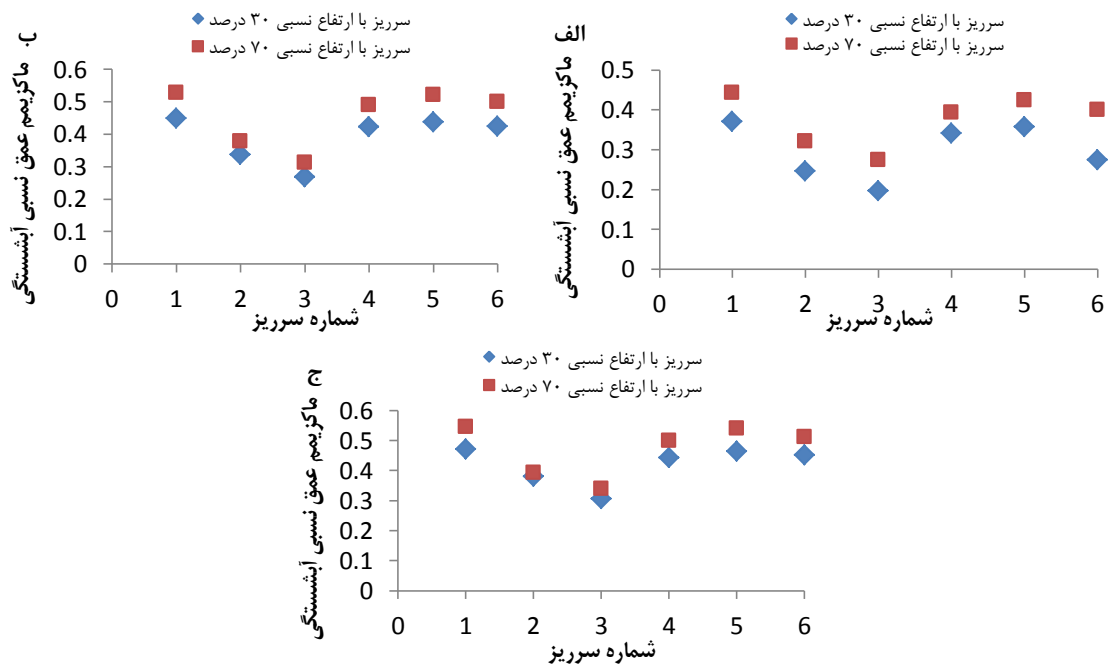 الف
سرریز با ارتفاع نسبی ۳۰ درصد
سرریز با ارتفاع نسبی ۷۰ درصد
ماکزیمم عمق نسبی آبشستگی
0.5
0.4
0.3
0.2
0.1
0
0 1 2 3 4 5 6
شماره سرریز
ب
سرریز با ارتفاع نسبی ۳۰ درصد
سرریز با ارتفاع نسبی ۷۰ درصد
ماکزیمم عمق نسبی آبشستگی
0.6
0.5
0.4
0.3
0.2
0.1
0
0 1 2 3 4 5 6
شماره سرریز
ج
سرریز با ارتفاع نسبی ۳۰ درصد
سرریز با ارتفاع نسبی ۷۰ درصد
ماکزیمم عمق نسبی آبشستگی
0.6
0.5
0.4
0.3
0.2
0.1
0
0 1 2 3 4 5 6
شماره سرریز